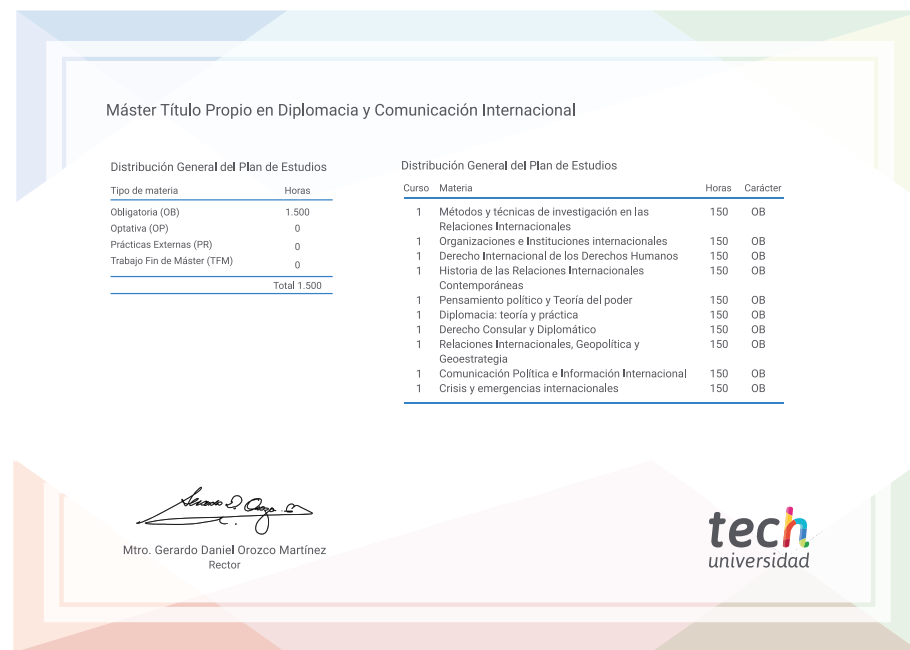 Máster Título Propio en Diplomacia y Comunicación Internacional
Distribución General del Plan de Estudios
Tipo de materia Horas
Obligatoria (OB) 1.500
Optativa (OP) 0
Prácticas Externas (PR) 0
Trabajo Fin de Máster (TFM) 0
Total 1.500
Distribución General del Plan de Estudios
Curso Materia Horas Carácter
1 Métodos y técnicas de investigación en las 150 OB
Relaciones Internacionales
1 Organizaciones e Instituciones internacionales 150 OB
1 Derecho Internacional de los Derechos Humanos 150 OB
1 Historia de las Relaciones Internacionales 150 OB
Contemporáneas
1 Pensamiento político y Teoría del poder 150 OB
1 Diplomacia: teoría y práctica 150 OB
1 Derecho Consular y Diplomático 150 OB
1 Relaciones Internacionales, Geopolítica y 150 OB
Geoestrategia
1 Comunicación Política e Información Internacional 150 OB
1 Crisis y emergencias internacionales 150 OB
Mtro. Gerardo Daniel Orozco Martínez
Rector
tech
universidad